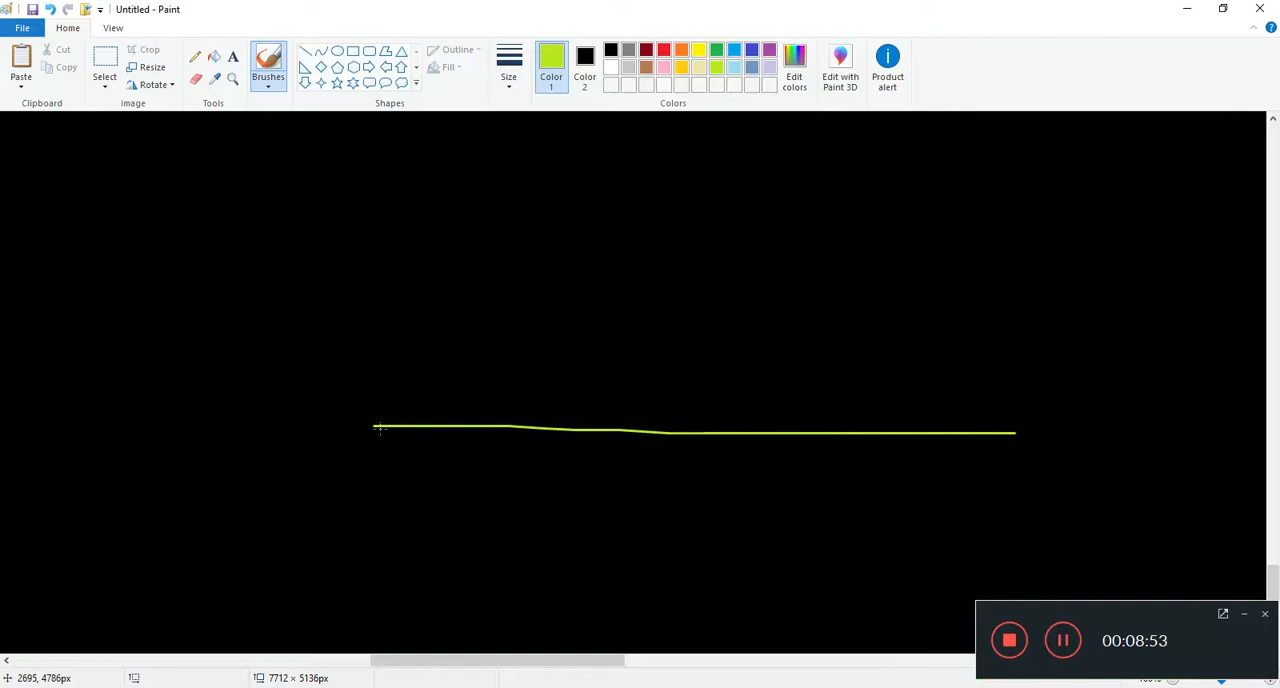 Untitled - Paint
File Home View
Paste
Cut
Copy
Clipboard
Select
Crop
Resize
Rotate
Image
Tools
Brushes
Shapes
Outline
Fill
Size
Color 1
Color 2
Colors
Edit colors
Edit with Paint 3D
Product alert
00:08:53
2695, 4786px
7712 × 5136px